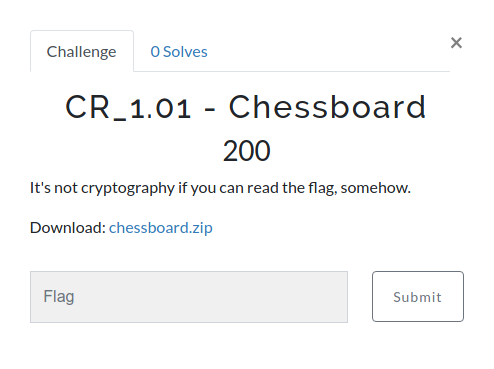 Challenge 0 Solves ×
CR_1.01 - Chessboard
200
It's not cryptography if you can read the flag, somehow.
Download: chessboard.zip
Flag Submit